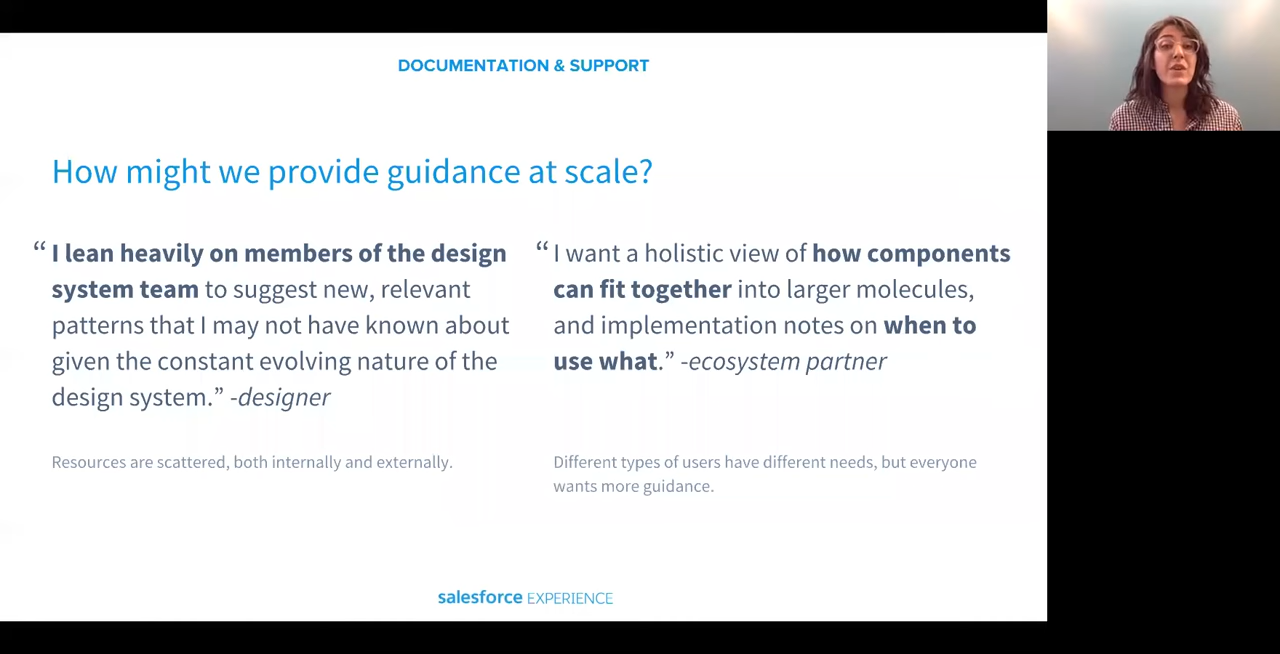 DOCUMENTATION & SUPPORT
How might we provide guidance at scale?
“ I lean heavily on members of the design
system team to suggest new, relevant
patterns that I may not have known about
given the constant evolving nature of the
design system.” -designer
Resources are scattered, both internally and externally.
“ I want a holistic view of how components
can fit together into larger molecules,
and implementation notes on when to
use what.” -ecosystem partner
Different types of users have different needs, but everyone
wants more guidance.
salesforce EXPERIENCE